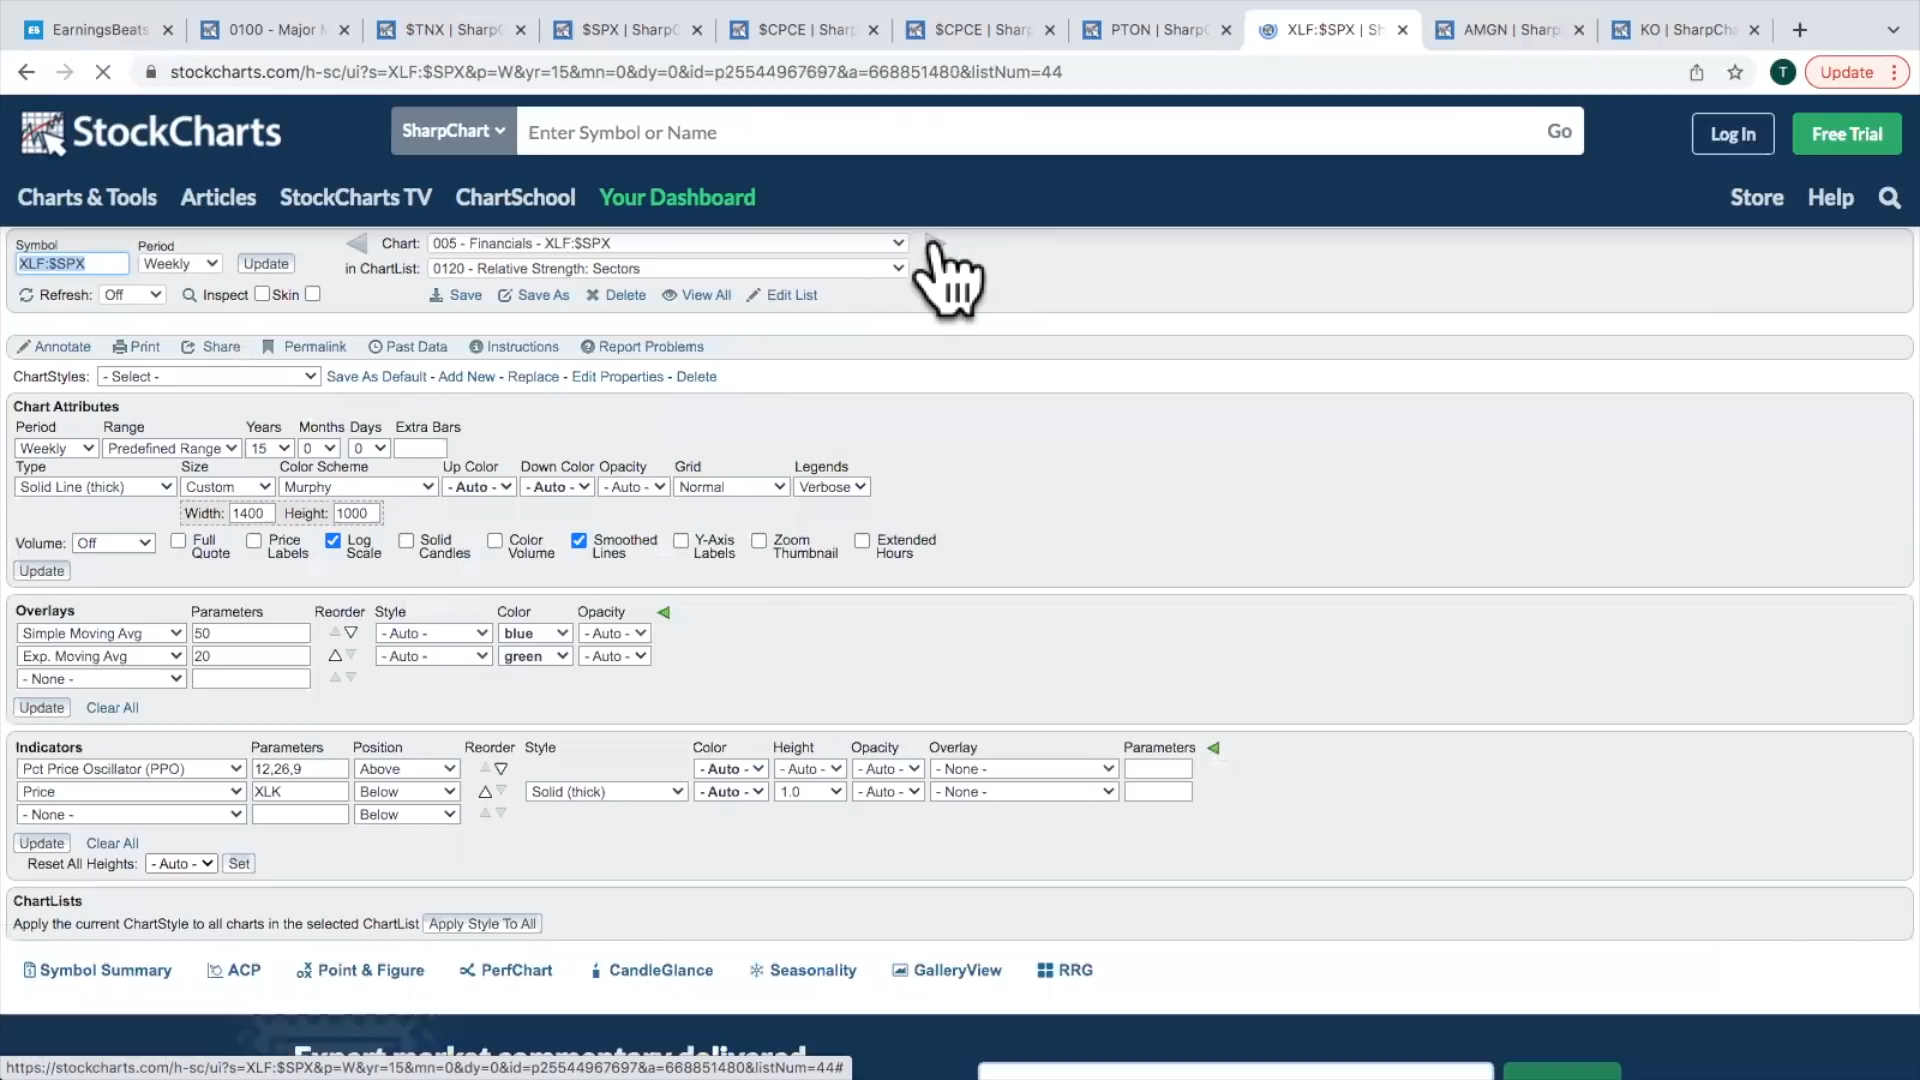 EarningsBeats
0100 - Major M
$TNX | SharpC
$SPX | SharpC
$CPCE | Sharp
$CPCE | Sharp
PTON | SharpC
XLF:$SPX | Sh
AMGN | Sharp
KO | SharpCha
stockcharts.com/h-sc/ui?s=XLF:$SPX&p=W&yr=15&mn=0&dy=0&id=p25544967697&a=668851480&listNum=44
T
Update
StockCharts
SharpChart
Enter Symbol or Name
Go
Log In
Free Trial
Charts & Tools
Articles
StockCharts TV
ChartSchool
Your Dashboard
Store
Help
Symbol
Period
XLF:$SPX
Weekly
Update
Chart:
005 - Financials - XLF:$SPX
in ChartList:
0120 - Relative Strength: Sectors
Refresh:
Off
Inspect
Skin
Save
Save As
Delete
View All
Edit List
Annotate
Print
Share
Permalink
Past Data
Instructions
Report Problems
ChartStyles:
- Select -
Save As Default - Add New - Replace - Edit Properties - Delete
Chart Attributes
Period Range Years Months Days Extra Bars
Weekly Predefined Range 15 0 0
Type Size Color Scheme Up Color Down Color Opacity Grid Legends
Solid Line (thick) Custom Murphy - Auto - - Auto - - Auto - Normal Verbose
Width: 1400 Height: 1000
Volume: Off
Full Quote
Price Labels
Log Scale
Solid Candles
Color Volume
Smoothed Lines
Y-Axis Labels
Zoom Thumbnail
Extended Hours
Update
Overlays Parameters Reorder Style Color Opacity
Simple Moving Avg 50 - Auto - blue - Auto -
Exp. Moving Avg 20 - Auto - green - Auto -
- None -
Update Clear All
Indicators Parameters Position Reorder Style Color Height Opacity Overlay Parameters
Pct Price Oscillator (PPO) 12,26,9 Above - Auto - - Auto - - Auto - - None -
Price XLK Below Solid (thick) - Auto - 1.0 - Auto - - None -
- None - Below
Update Clear All
Reset All Heights: - Auto - Set
ChartLists
Apply the current ChartStyle to all charts in the selected ChartList Apply Style To All
Symbol Summary
ACP
Point & Figure
PerfChart
CandleGlance
Seasonality
GalleryView
RRG
Expert market commentary delivered
https://stockcharts.com/h-sc/ui?s=XLF:$SPX&p=W&yr=15&mn=0&dy=0&id=p25544967697&a=668851480&listNum=44#